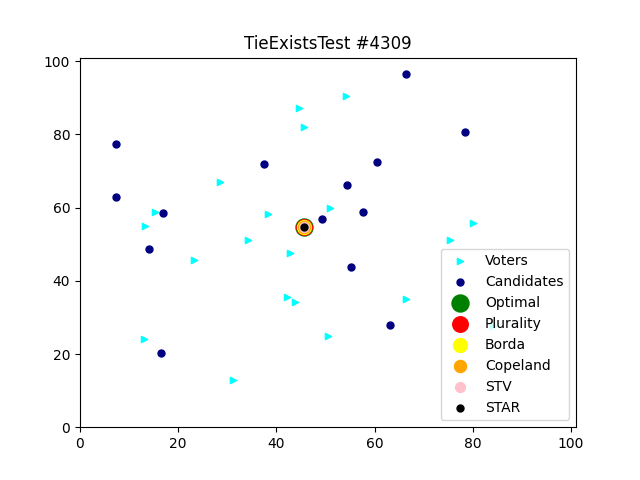 TieExistsTest #4309
100
80
60
40
20
0
0 20 40 60 80 100
Voters
Candidates
Optimal
Plurality
Borda
Copeland
STV
STAR